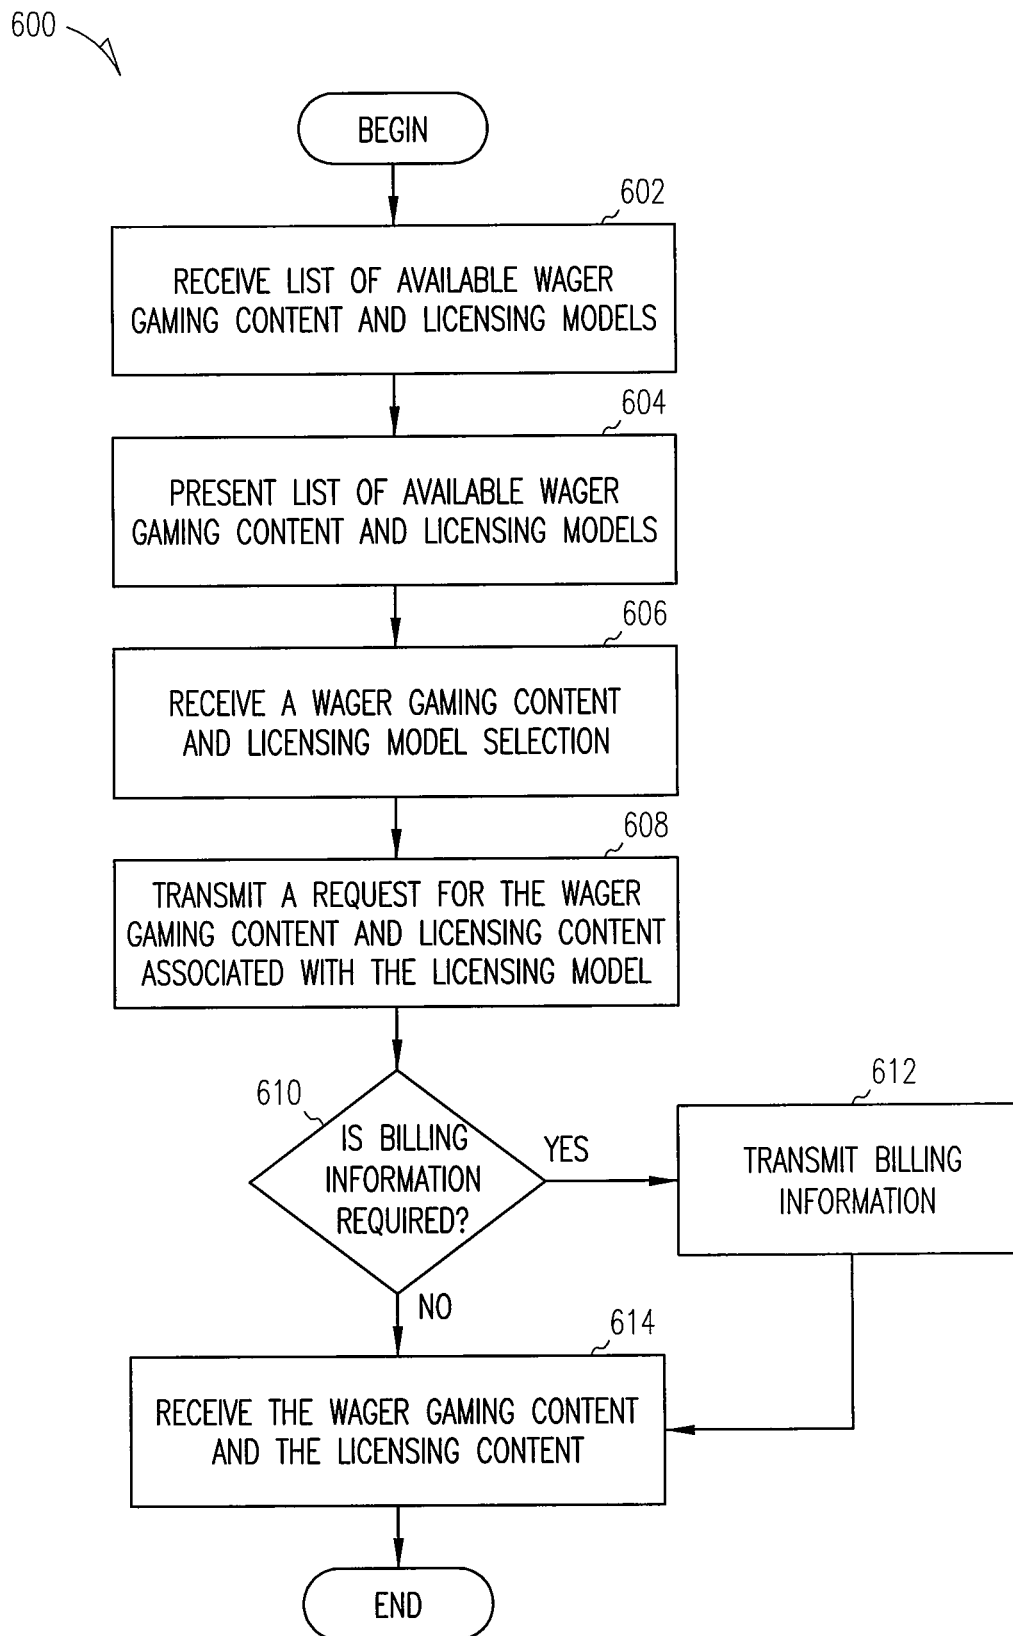 600
BEGIN
602
RECEIVE LIST OF AVAILABLE WAGER
GAMING CONTENT AND LICENSING MODELS
604
PRESENT LIST OF AVAILABLE WAGER
GAMING CONTENT AND LICENSING MODELS
606
RECEIVE A WAGER GAMING CONTENT
AND LICENSING MODEL SELECTION
608
TRANSMIT A REQUEST FOR THE WAGER
GAMING CONTENT AND LICENSING CONTENT
ASSOCIATED WITH THE LICENSING MODEL
610
IS BILLING
INFORMATION
REQUIRED?
YES
612
TRANSMIT BILLING
INFORMATION
NO
614
RECEIVE THE WAGER GAMING CONTENT
AND THE LICENSING CONTENT
END